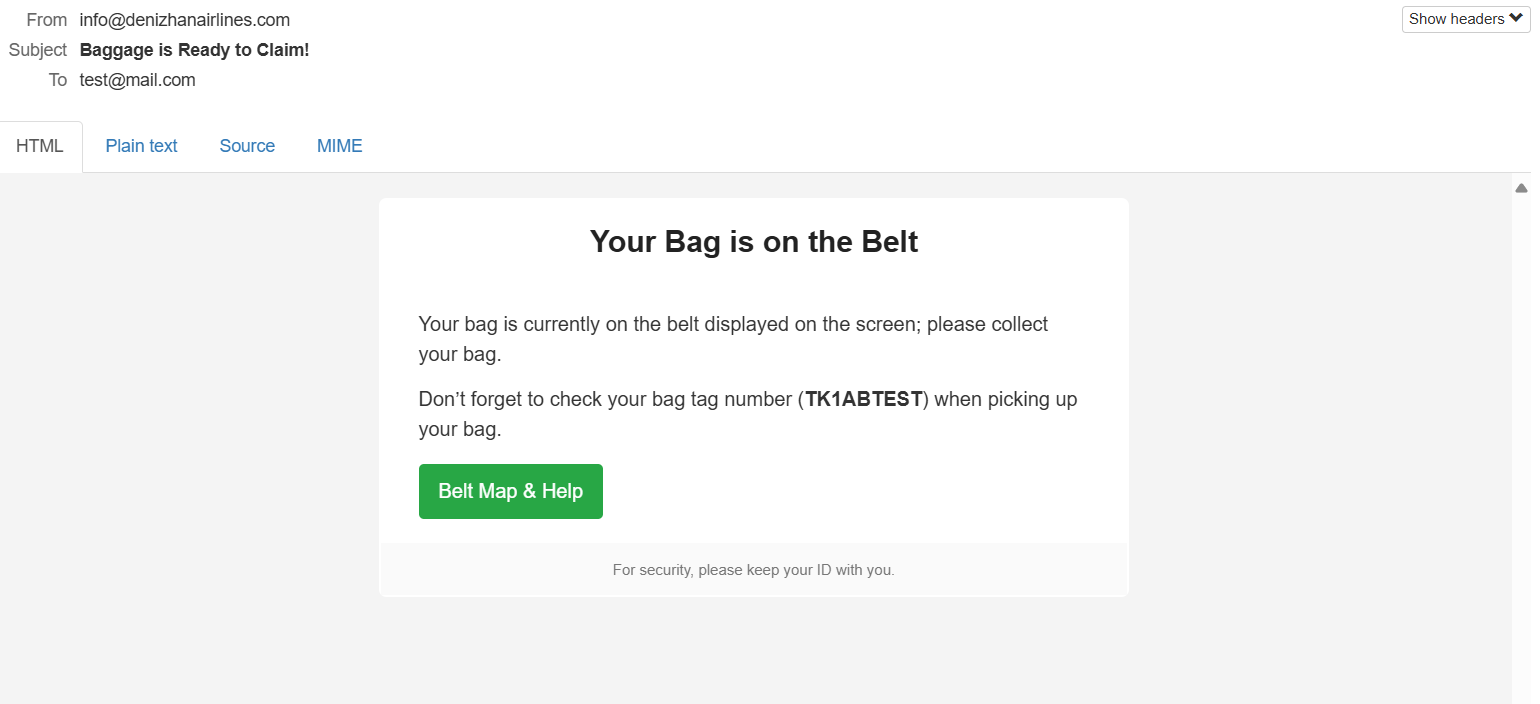 From info@denizhanairlines.com
Show headers
Subject Baggage is Ready to Claim!
To test@mail.com
HTML Plain text Source MIME
Your Bag is on the Belt
Your bag is currently on the belt displayed on the screen; please collect
your bag.
Don’t forget to check your bag tag number (TK1ABTEST) when picking up
your bag.
Belt Map & Help
For security, please keep your ID with you.